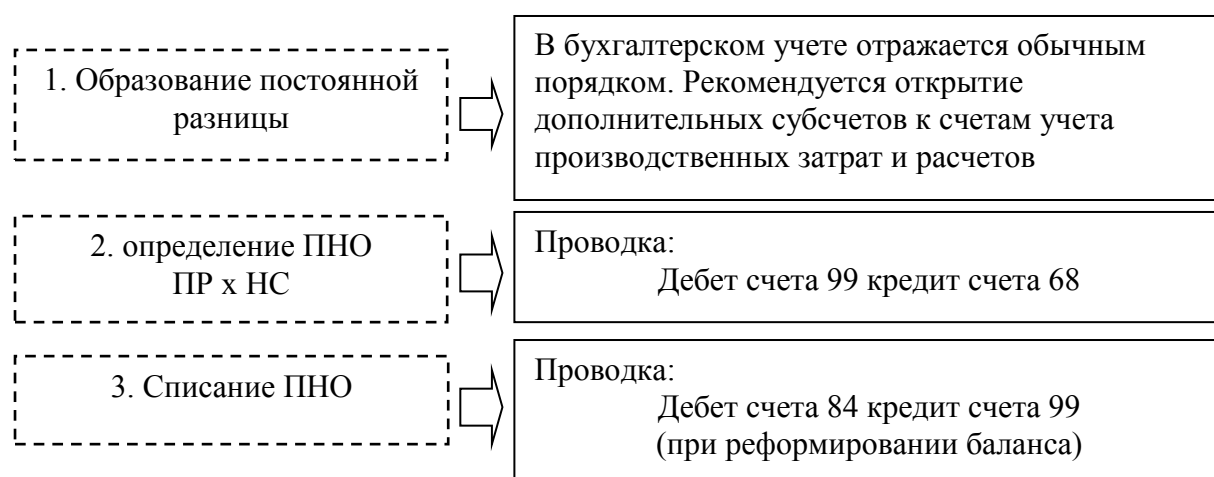 1. Образование постоянной
разницы
В бухгалтерском учете отражается обычным
порядком. Рекомендуется открытие
дополнительных субсчетов к счетам учета
производственных затрат и расчетов
2. определение ПНО
ПР х НС
Проводка:
Дебет счета 99 кредит счета 68
3. Списание ПНО
Проводка:
Дебет счета 84 кредит счета 99
(при реформировании баланса)